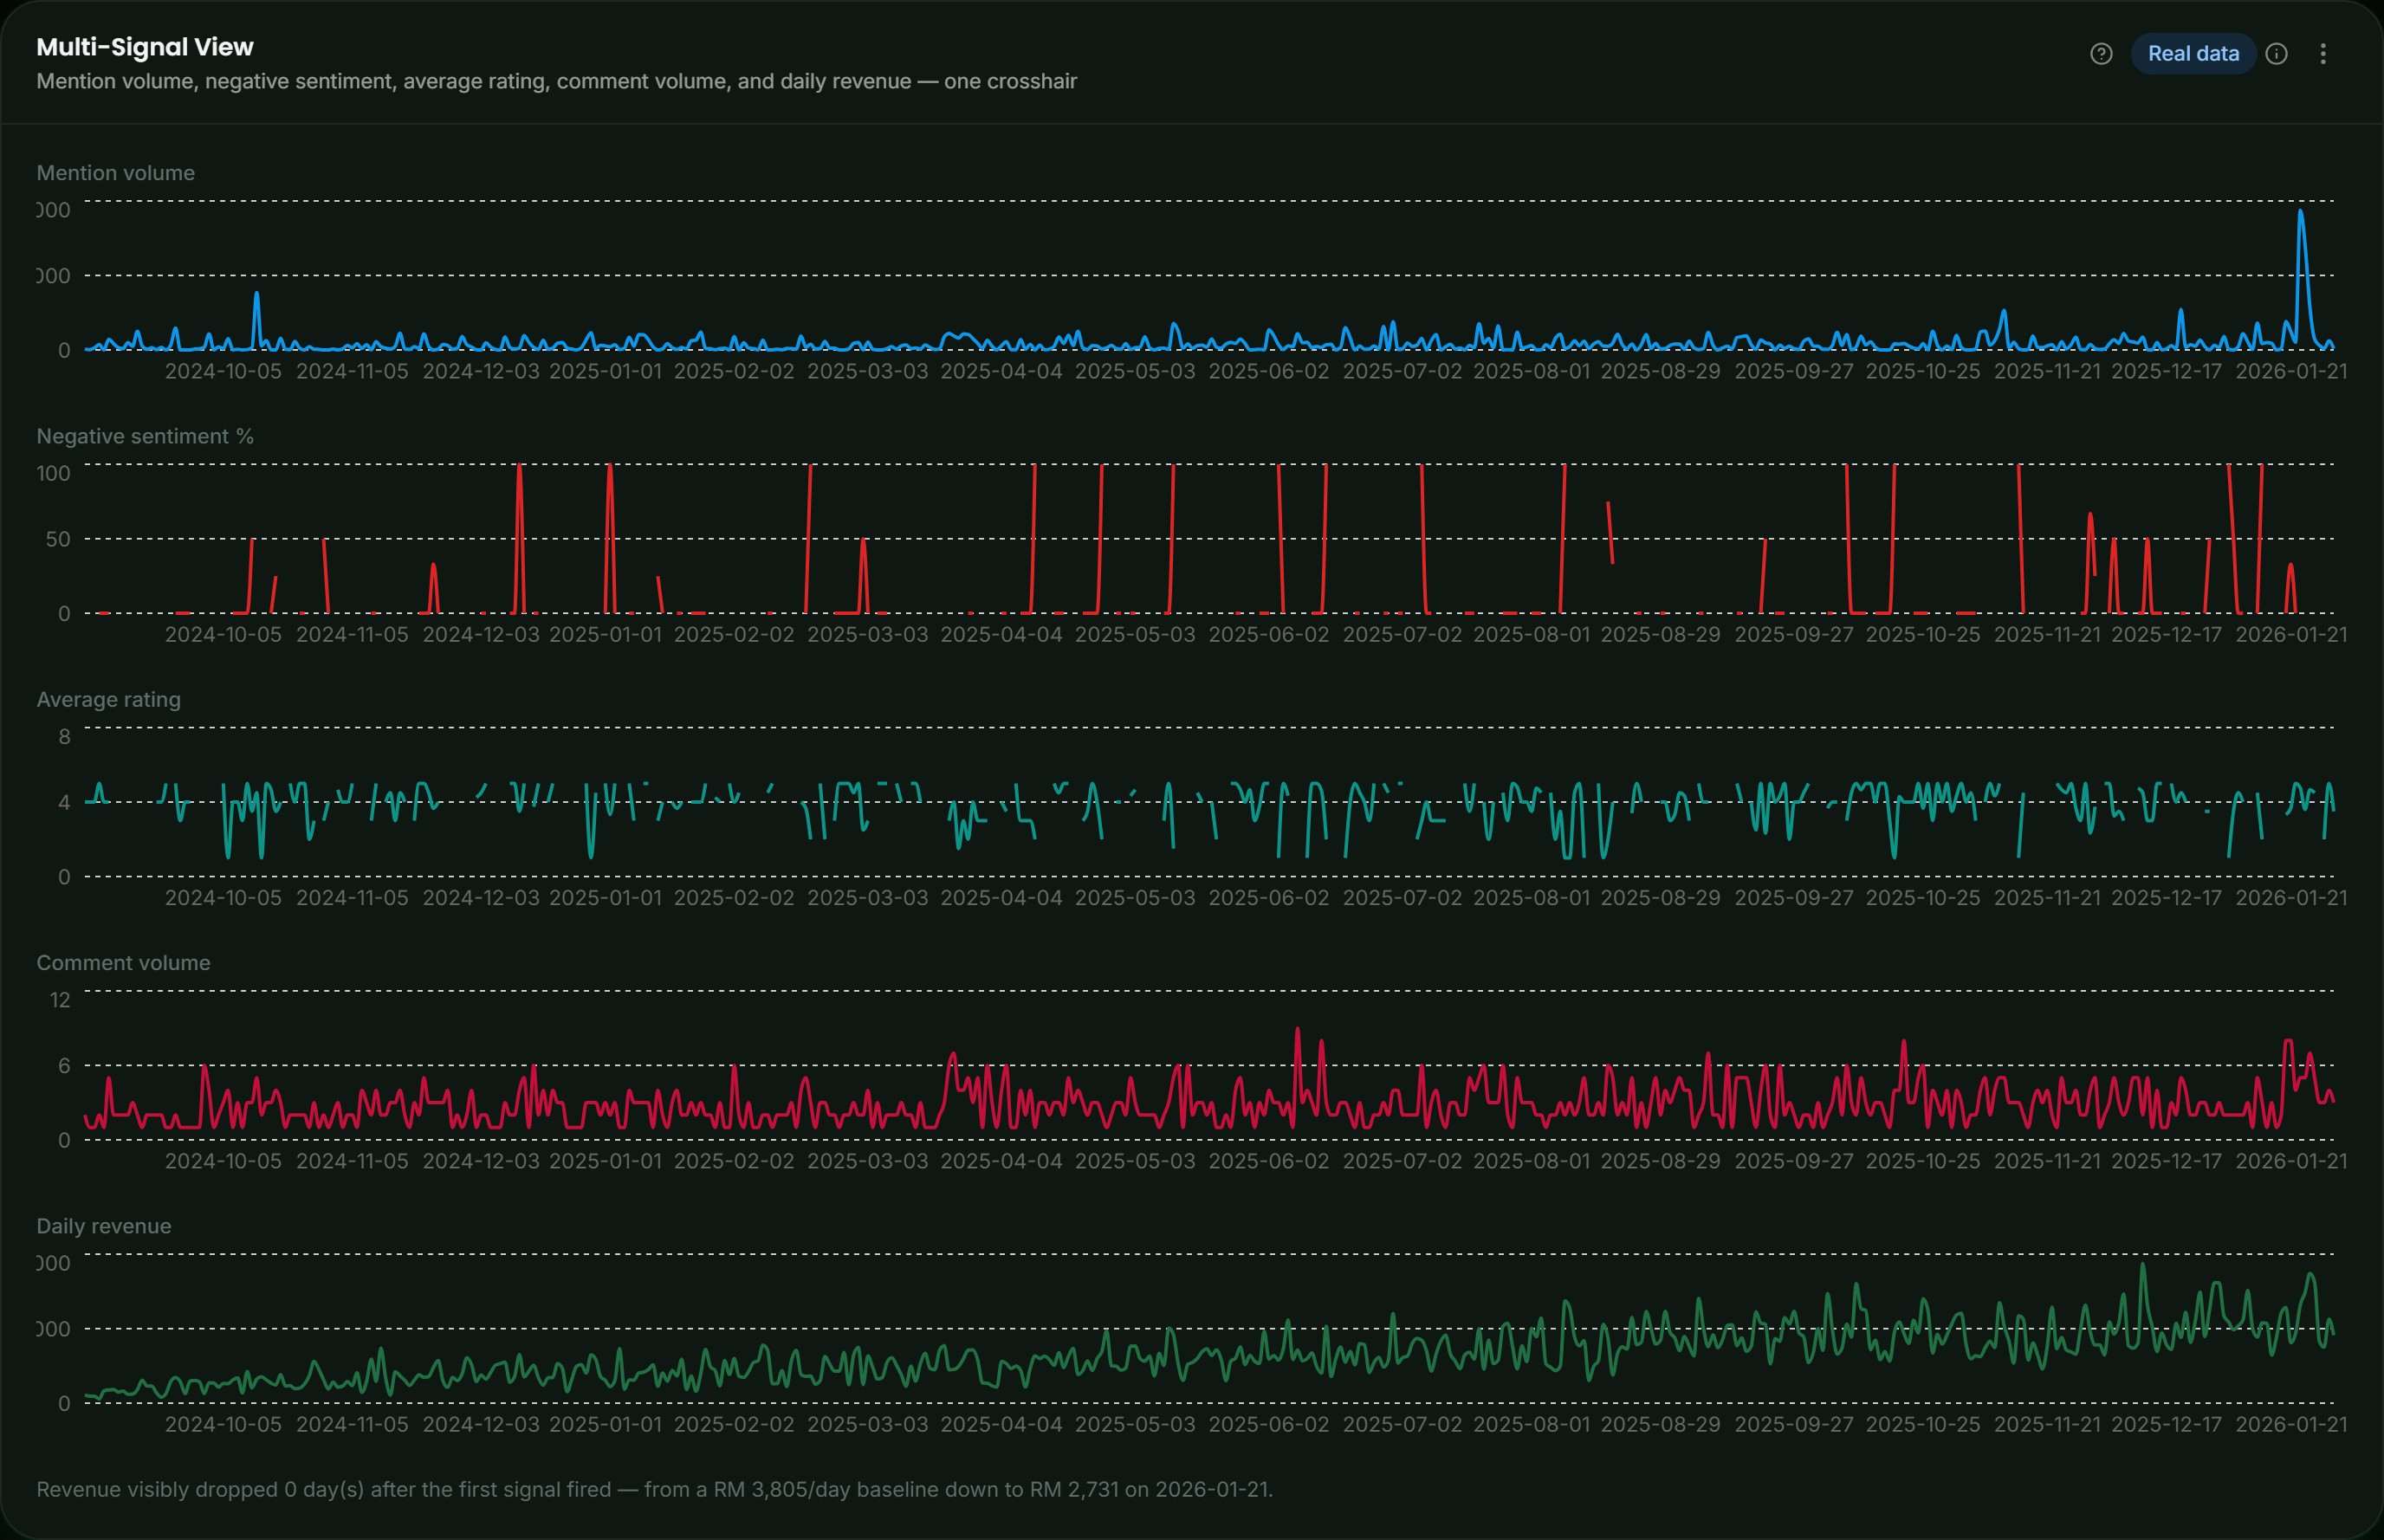 Multi-Signal View
Mention volume, negative sentiment, average rating, comment volume, and daily revenue — one crosshair
Real data
Mention volume
000
000
0
2024-10-05 2024-11-05 2024-12-03 2025-01-01 2025-02-02 2025-03-03 2025-04-04 2025-05-03 2025-06-02 2025-07-02 2025-08-01 2025-08-29 2025-09-27 2025-10-25 2025-11-21 2025-12-17 2026-01-21
Negative sentiment %
100
50
0
2024-10-05 2024-11-05 2024-12-03 2025-01-01 2025-02-02 2025-03-03 2025-04-04 2025-05-03 2025-06-02 2025-07-02 2025-08-01 2025-08-29 2025-09-27 2025-10-25 2025-11-21 2025-12-17 2026-01-21
Average rating
8
4
0
2024-10-05 2024-11-05 2024-12-03 2025-01-01 2025-02-02 2025-03-03 2025-04-04 2025-05-03 2025-06-02 2025-07-02 2025-08-01 2025-08-29 2025-09-27 2025-10-25 2025-11-21 2025-12-17 2026-01-21
Comment volume
12
6
0
2024-10-05 2024-11-05 2024-12-03 2025-01-01 2025-02-02 2025-03-03 2025-04-04 2025-05-03 2025-06-02 2025-07-02 2025-08-01 2025-08-29 2025-09-27 2025-10-25 2025-11-21 2025-12-17 2026-01-21
Daily revenue
000
000
0
2024-10-05 2024-11-05 2024-12-03 2025-01-01 2025-02-02 2025-03-03 2025-04-04 2025-05-03 2025-06-02 2025-07-02 2025-08-01 2025-08-29 2025-09-27 2025-10-25 2025-11-21 2025-12-17 2026-01-21
Revenue visibly dropped 0 day(s) after the first signal fired — from a RM 3,805/day baseline down to RM 2,731 on 2026-01-21.